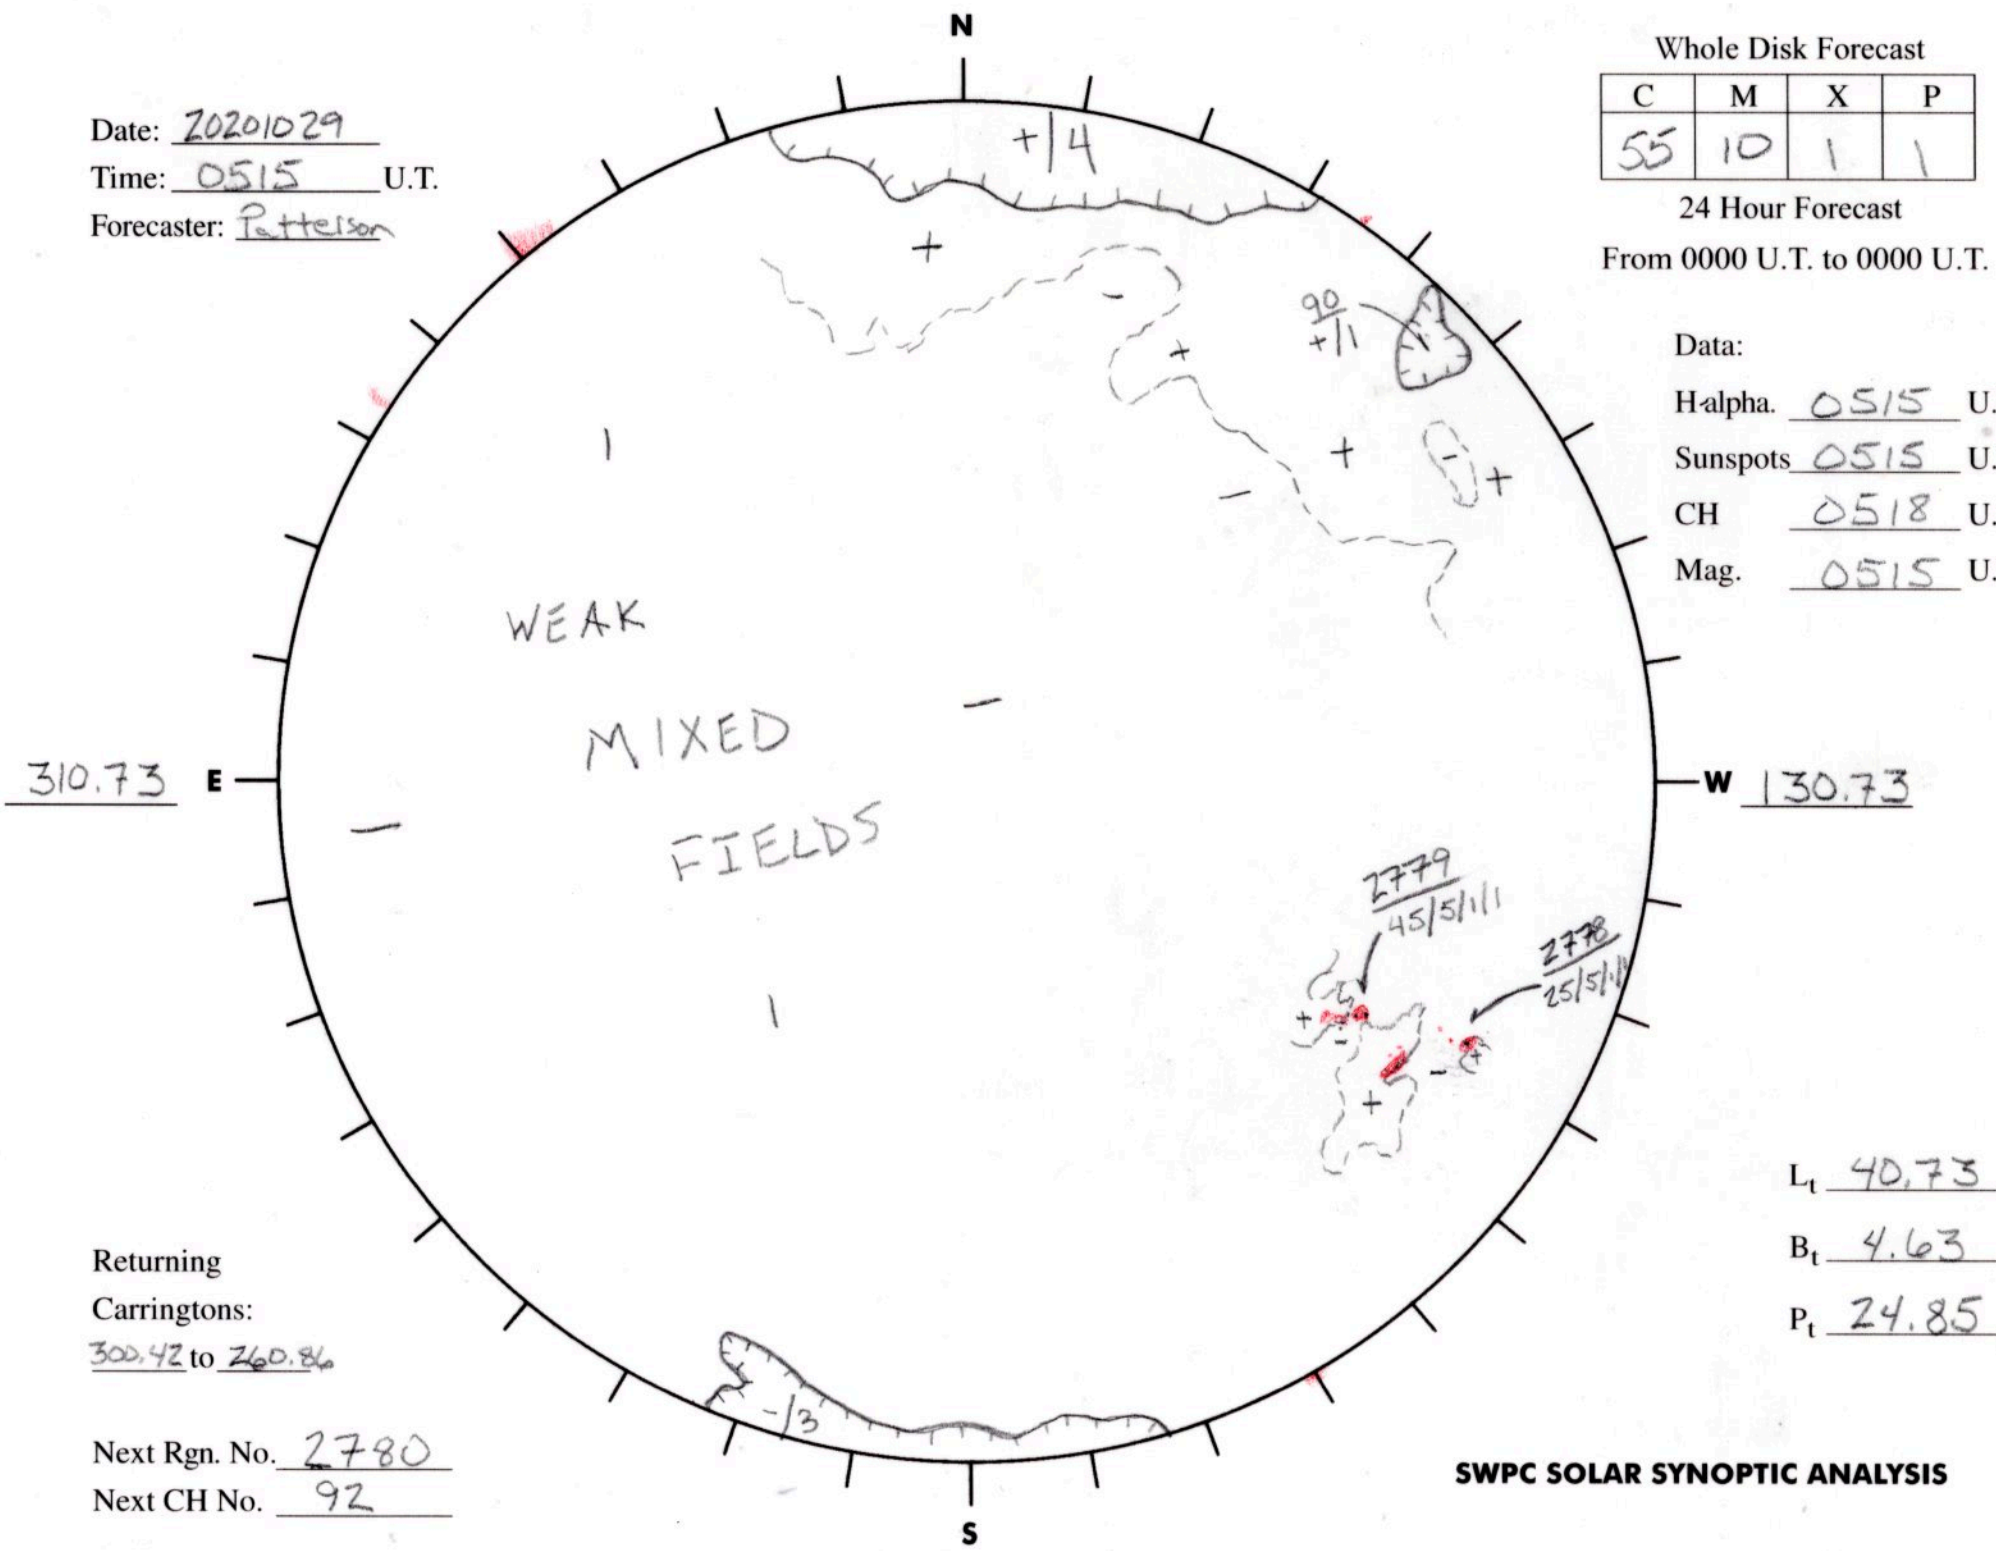 N
Whole Disk Forecast
C M X P
55 10 1 1
24 Hour Forecast
From 0000 U.T. to 0000 U.T.
Date: 20201029
Time: 0515 U.T.
Forecaster: Patterson
+/4
+
-
90
+/1
+
+
-
+
-
Data:
H-alpha. 0515 U.
Sunspots 0515 U.
CH 0518 U.
Mag. 0515 U.
WEAK
MIXED
FIELDS
310.73 E
W 130.73
2779
45/5/1/1
2778
25/5/1/1
+
-
-
+
+
Lt 40.73
Bt 4.63
Pt 24.85
Returning
Carringtons:
300.42 to 260.86
-/3
Next Rgn. No. 2780
Next CH No. 92
SWPC SOLAR SYNOPTIC ANALYSIS
S